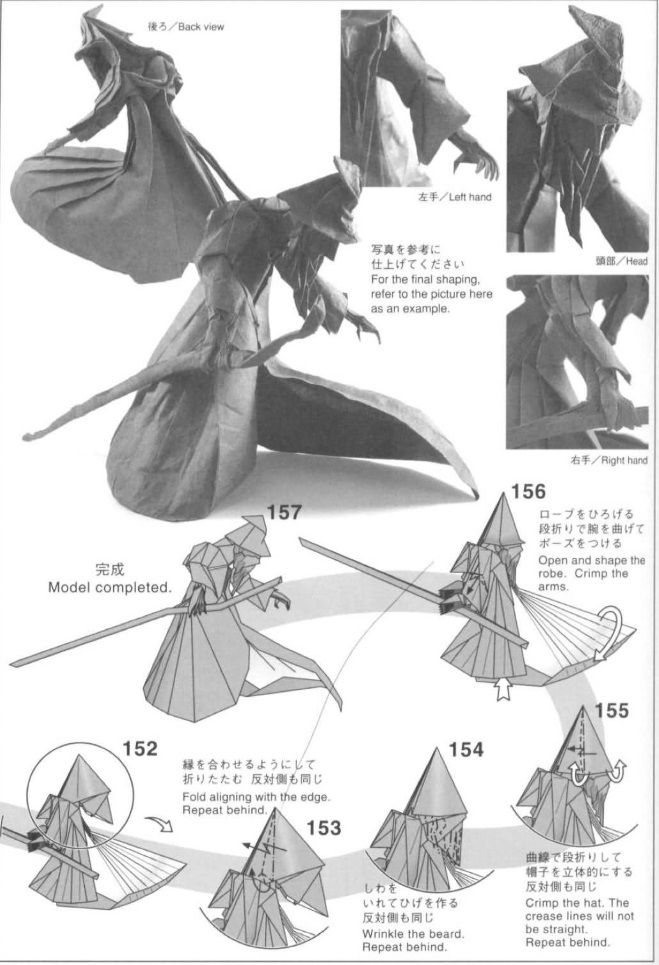 後ろ／Back view
左手／Left hand
頭部／Head
写真を参考に
仕上げてください
For the final shaping,
refer to the picture here
as an example.
右手／Right hand
157
完成
Model completed.
156
ローブをひろげる
段折りで腕を曲げて
ポーズをつける
Open and shape the
robe. Crimp the
arms.
152
縁を合わせるようにして
折りたたむ 反対側も同じ
Fold aligning with the edge.
Repeat behind.
153
154
しわを
いれてひげを作る
反対側も同じ
Wrinkle the beard.
Repeat behind.
155
曲線で段折りして
帽子を立体的にする
反対側も同じ
Crimp the hat. The
crease lines will not
be straight.
Repeat behind.